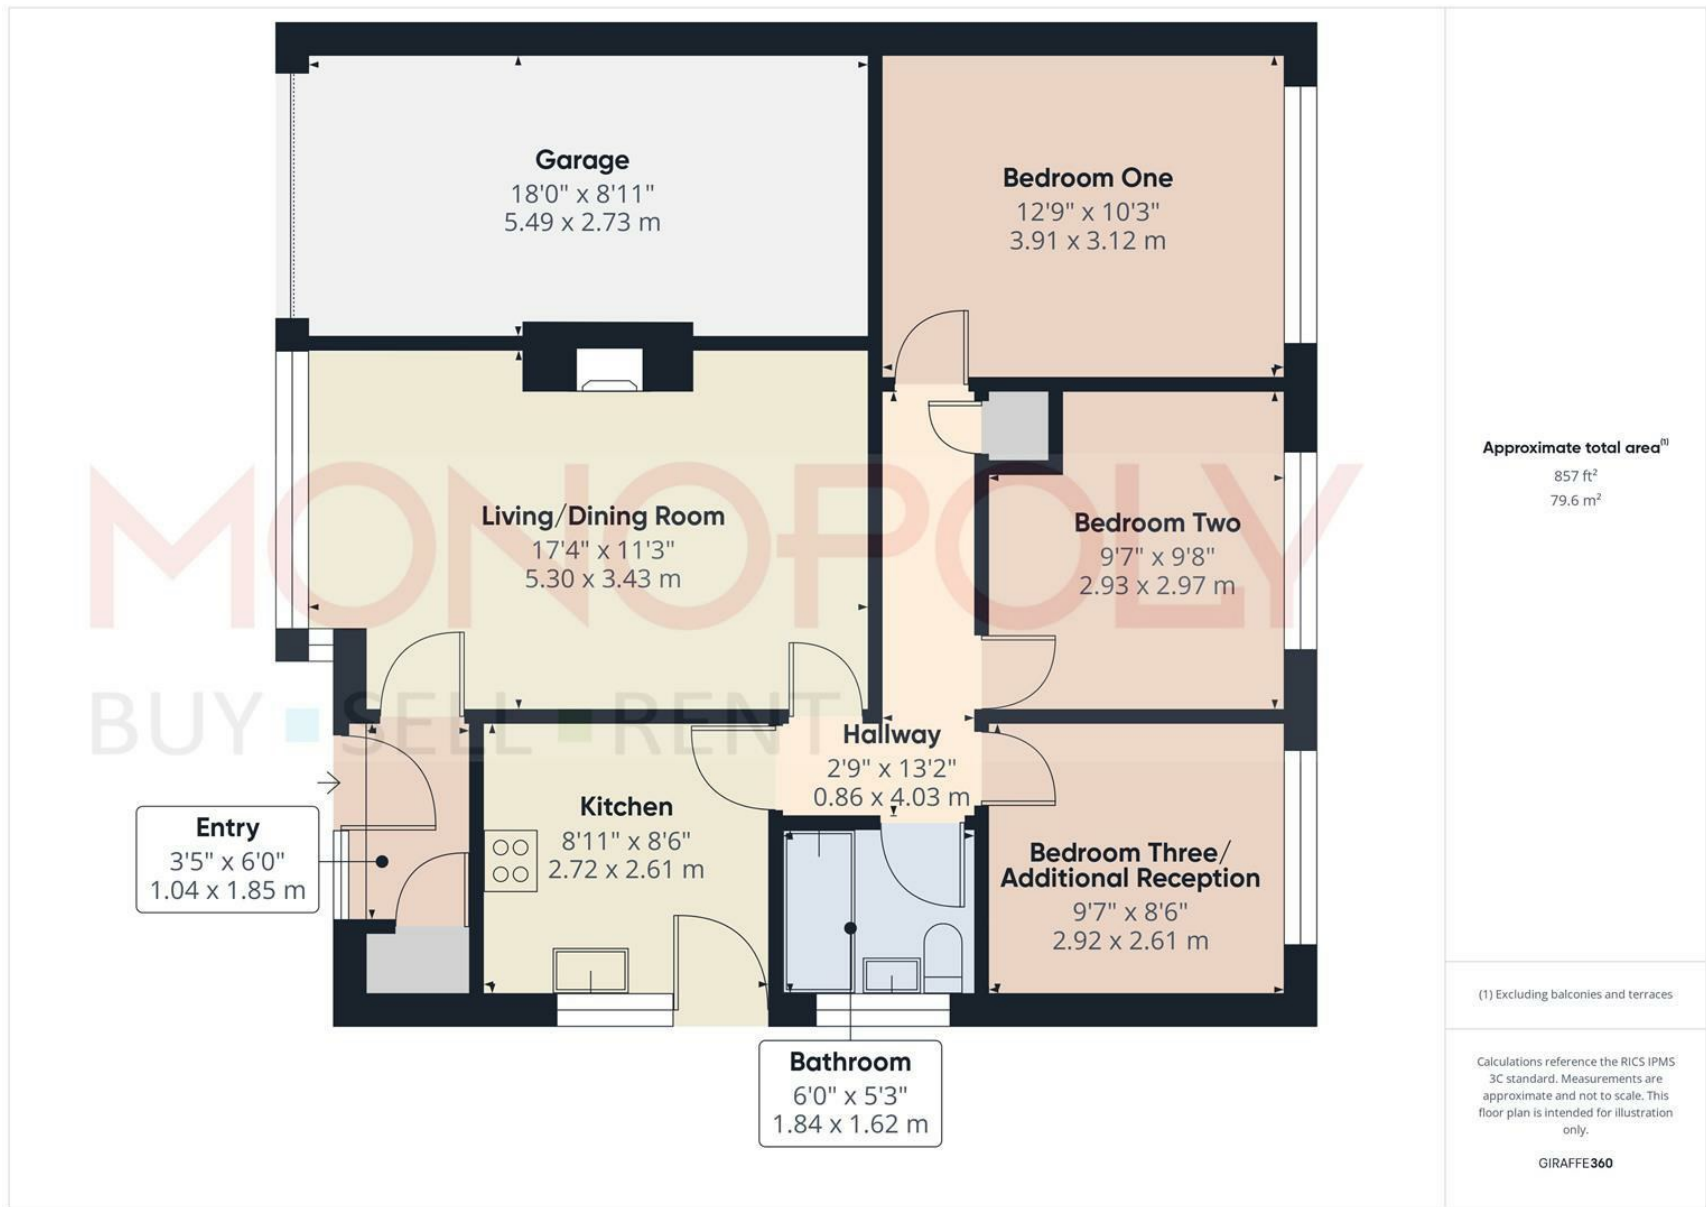 Garage
18'0" x 8'11"
5.49 x 2.73 m
Bedroom One
12'9" x 10'3"
3.91 x 3.12 m
Living/Dining Room
17'4" x 11'3"
5.30 x 3.43 m
Bedroom Two
9'7" x 9'8"
2.93 x 2.97 m
MONOPOLY
BUY SELL RENT
Hallway
2'9" x 13'2"
0.86 x 4.03 m
Kitchen
8'11" x 8'6"
2.72 x 2.61 m
Entry
3'5" x 6'0"
1.04 x 1.85 m
Bedroom Three/
Additional Reception
9'7" x 8'6"
2.92 x 2.61 m
Bathroom
6'0" x 5'3"
1.84 x 1.62 m
Approximate total area⁽¹⁾
857 ft²
79.6 m²
(1) Excluding balconies and terraces
Calculations reference the RICS IPMS
3C standard. Measurements are
approximate and not to scale. This
floor plan is intended for illustration
only.
GIRAFFE360